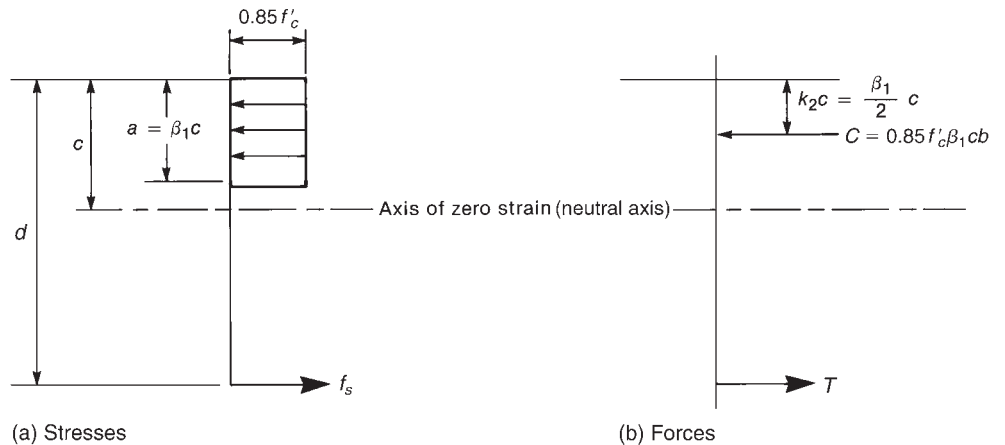 0.85f′c
a = β1c
c
d
fs
(a) Stresses
Axis of zero strain (neutral axis)
k2c = β1/2 c
C = 0.85f′cβ1cb
T
(b) Forces